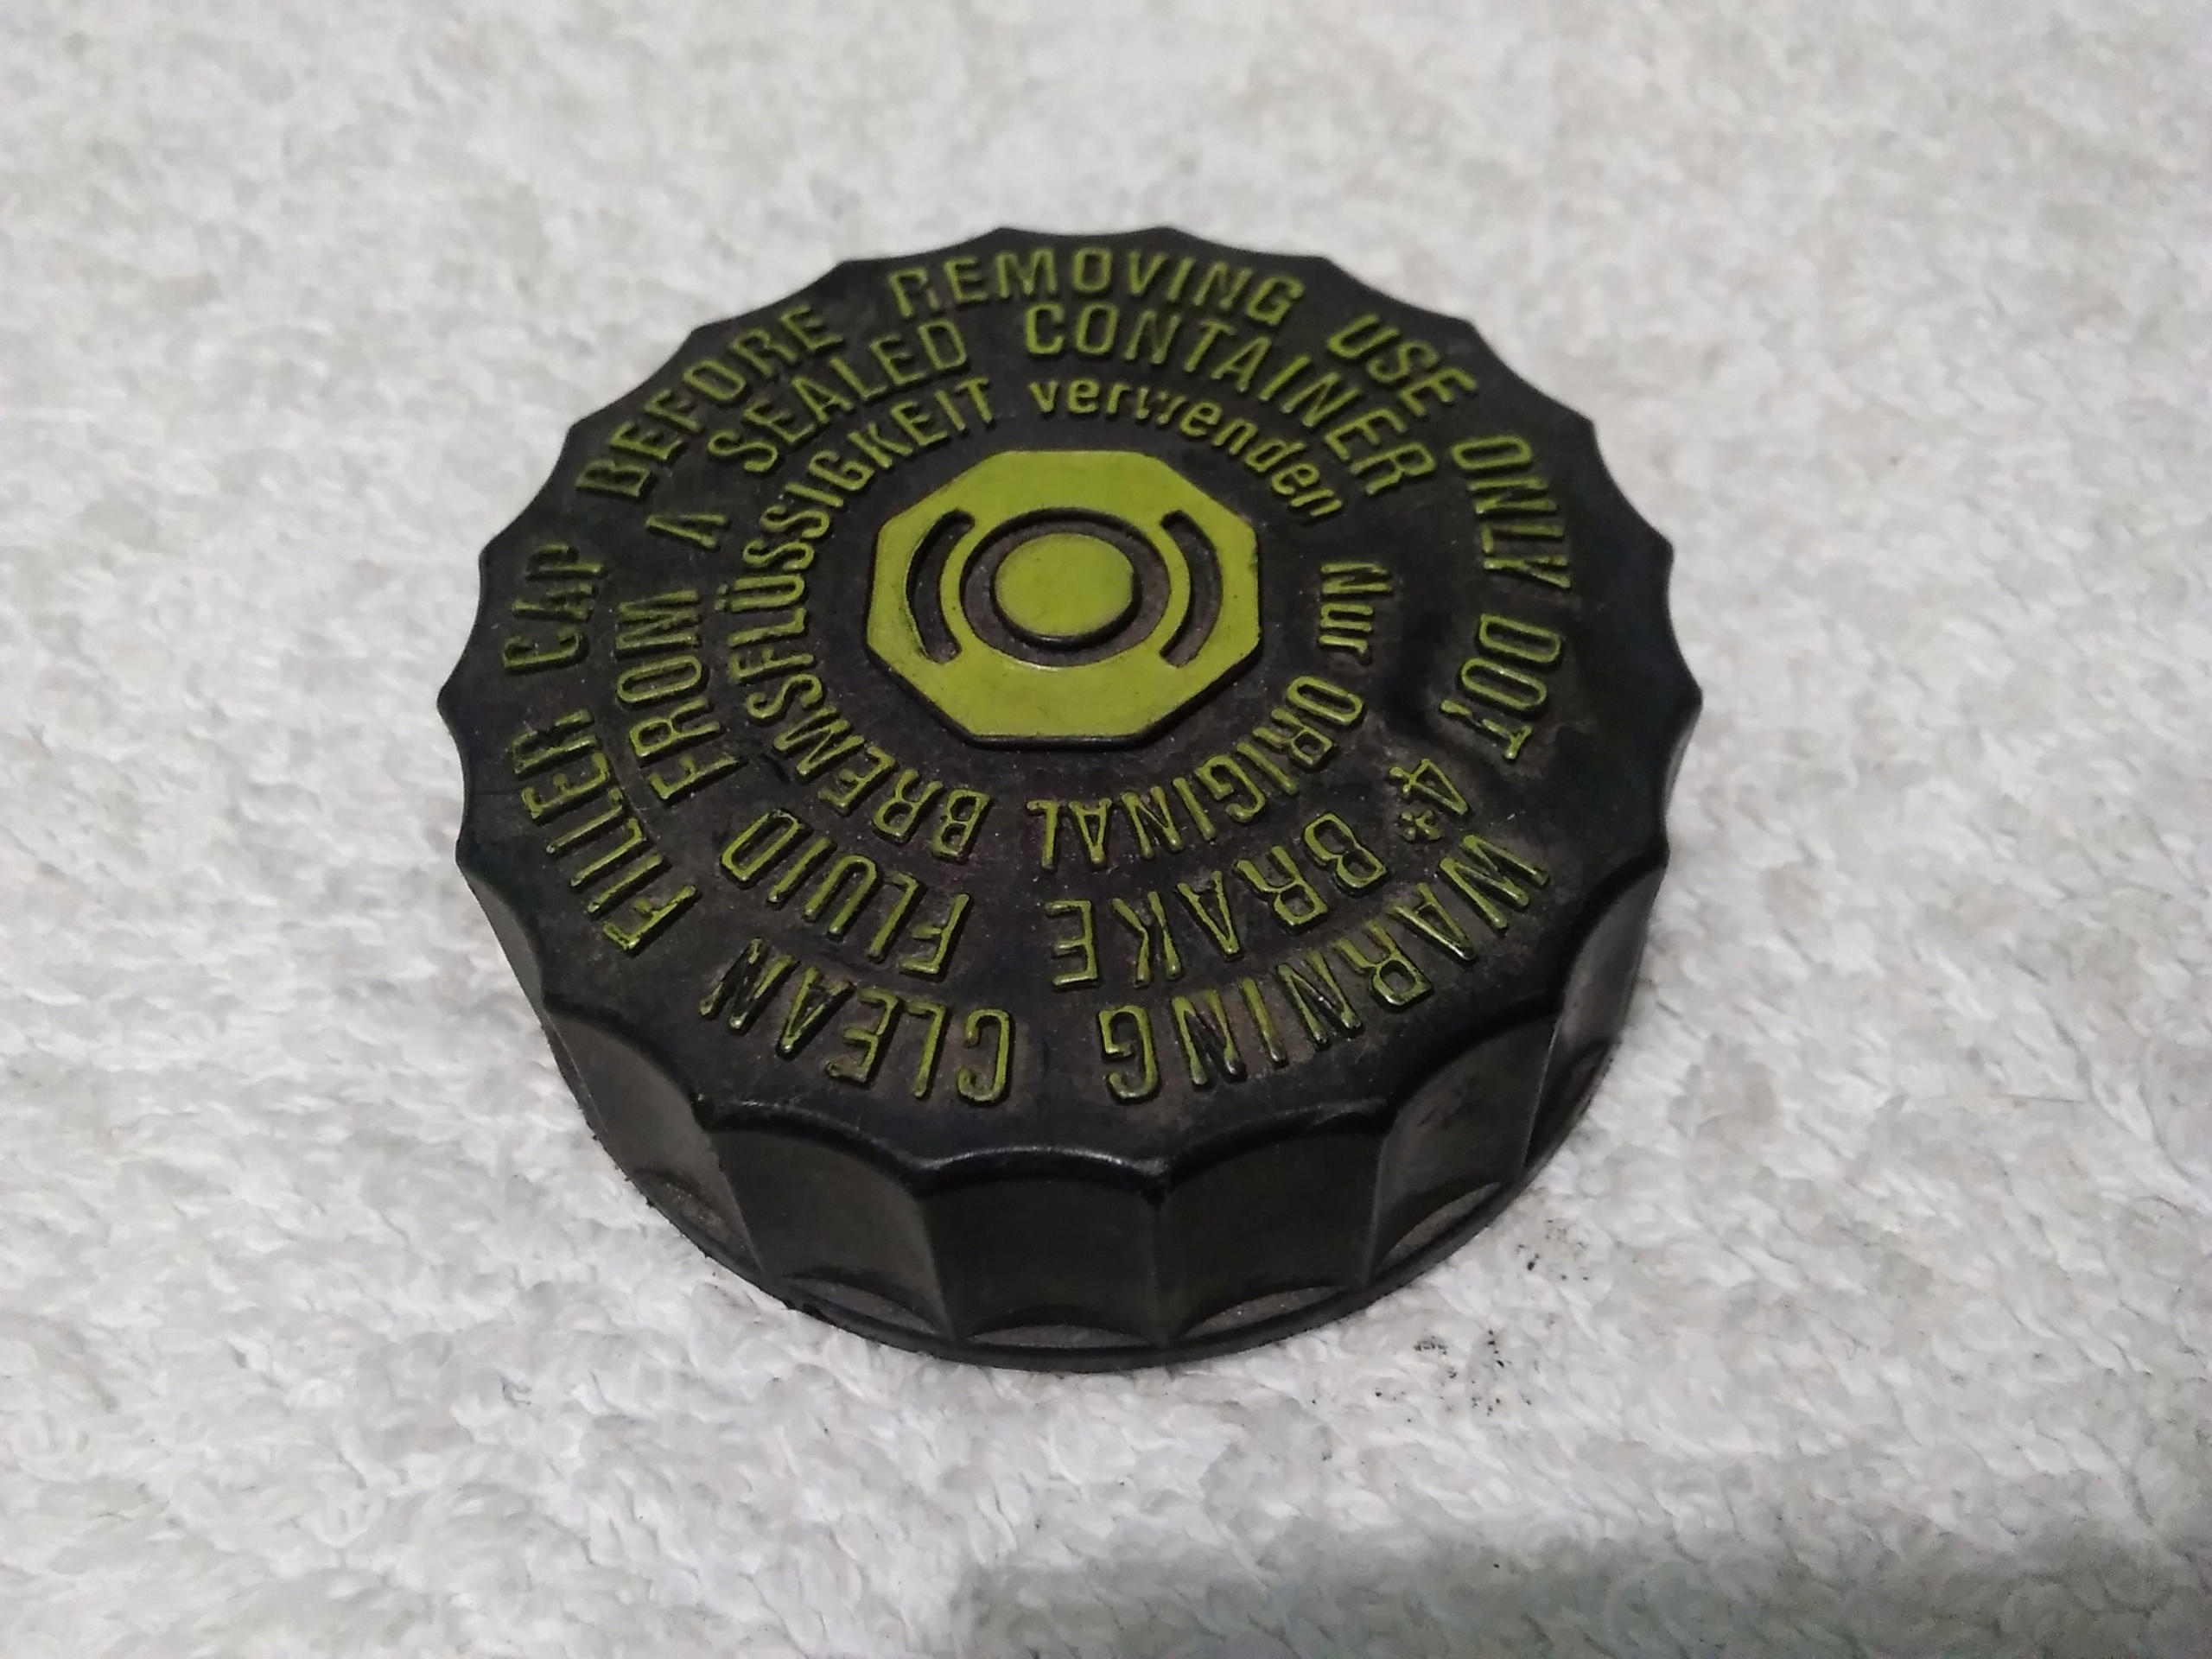 WARNING CLEAN FILLER CAP BEFORE REMOVING USE ONLY DOT 4*
BRAKE FLUID FROM A SEALED CONTAINER
Nur ORIGINAL BREMSFLÜSSIGKEIT verwenden